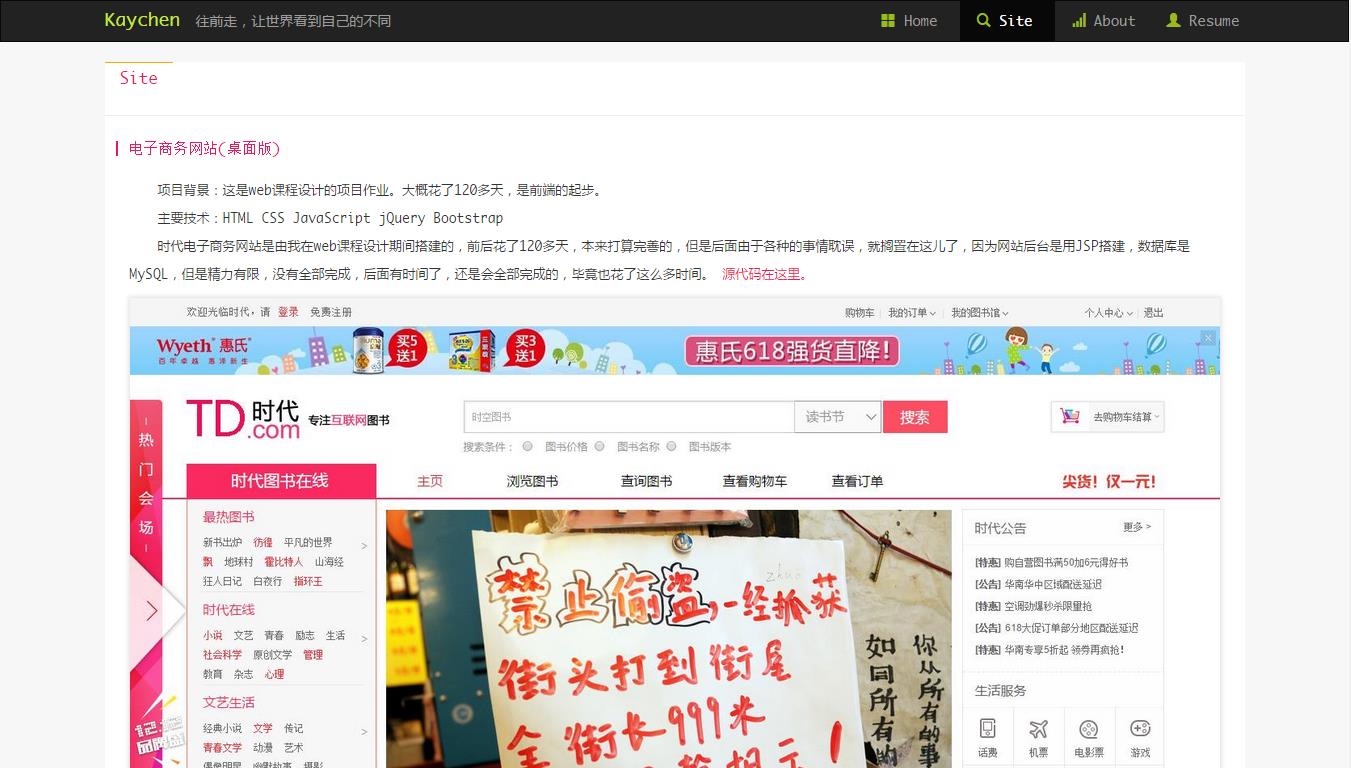 Kaychen 往前走，让世界看到自己的不同 Home Site About Resume
Site
电子商务网站(桌面版)
项目背景：这是web课程设计的项目作业。大概花了120多天，是前端的起步。
主要技术：HTML CSS JavaScript jQuery Bootstrap
时代电子商务网站是由我在web课程设计期间搭建的，前后花了120多天，本来打算完善的，但是后面由于各种的事情耽误，就搁置在这儿了，因为网站后台是用JSP搭建，数据库是
MySQL，但是精力有限，没有全部完成，后面有时间了，还是会全部完成的，毕竟也花了这么多时间。 源代码在这里。
欢迎光临时代，请 登录 免费注册 购物车 我的订单 我的图书馆 个人中心 退出
Wyeth 惠氏
百年卓越 惠泽新生
买5送1
买3送1
惠氏618强货直降!
热门会场
TD时代.com 专注互联网图书
时空图书 读书节 搜索
去购物车结算
搜索条件： 图书价格 图书名称 图书版本
时代图书在线 主页 浏览图书 查询图书 查看购物车 查看订单 尖货！仅一元！
最热图书
新书出炉 彷徨 平凡的世界 >
飘 地球村 霍比特人 山海经
狂人日记 白夜行 指环王
时代在线
小说 文艺 青春 励志 生活 >
社会科学 原创文学 管理
教育 杂志 心理
文艺生活
经典小说 文学 传记 >
青春文学 动漫 艺术
偶像明星 幽默故事 摄影
12.12
品牌盛
zkuo
禁止偷盗,一经抓获
街头打到街尾
全街长999米
！
你从所有的事
如同所有的
时代公告 更多 >
[特惠] 购自营图书满50加6元得好书
[公告] 华南华中区域配送延迟
[特惠] 空调劲爆秒杀限量抢
[公告] 618大促订单部分地区配送延迟
[特惠] 华南专享5折起 领券再疯抢！
生活服务
话费 机票 电影票 游戏